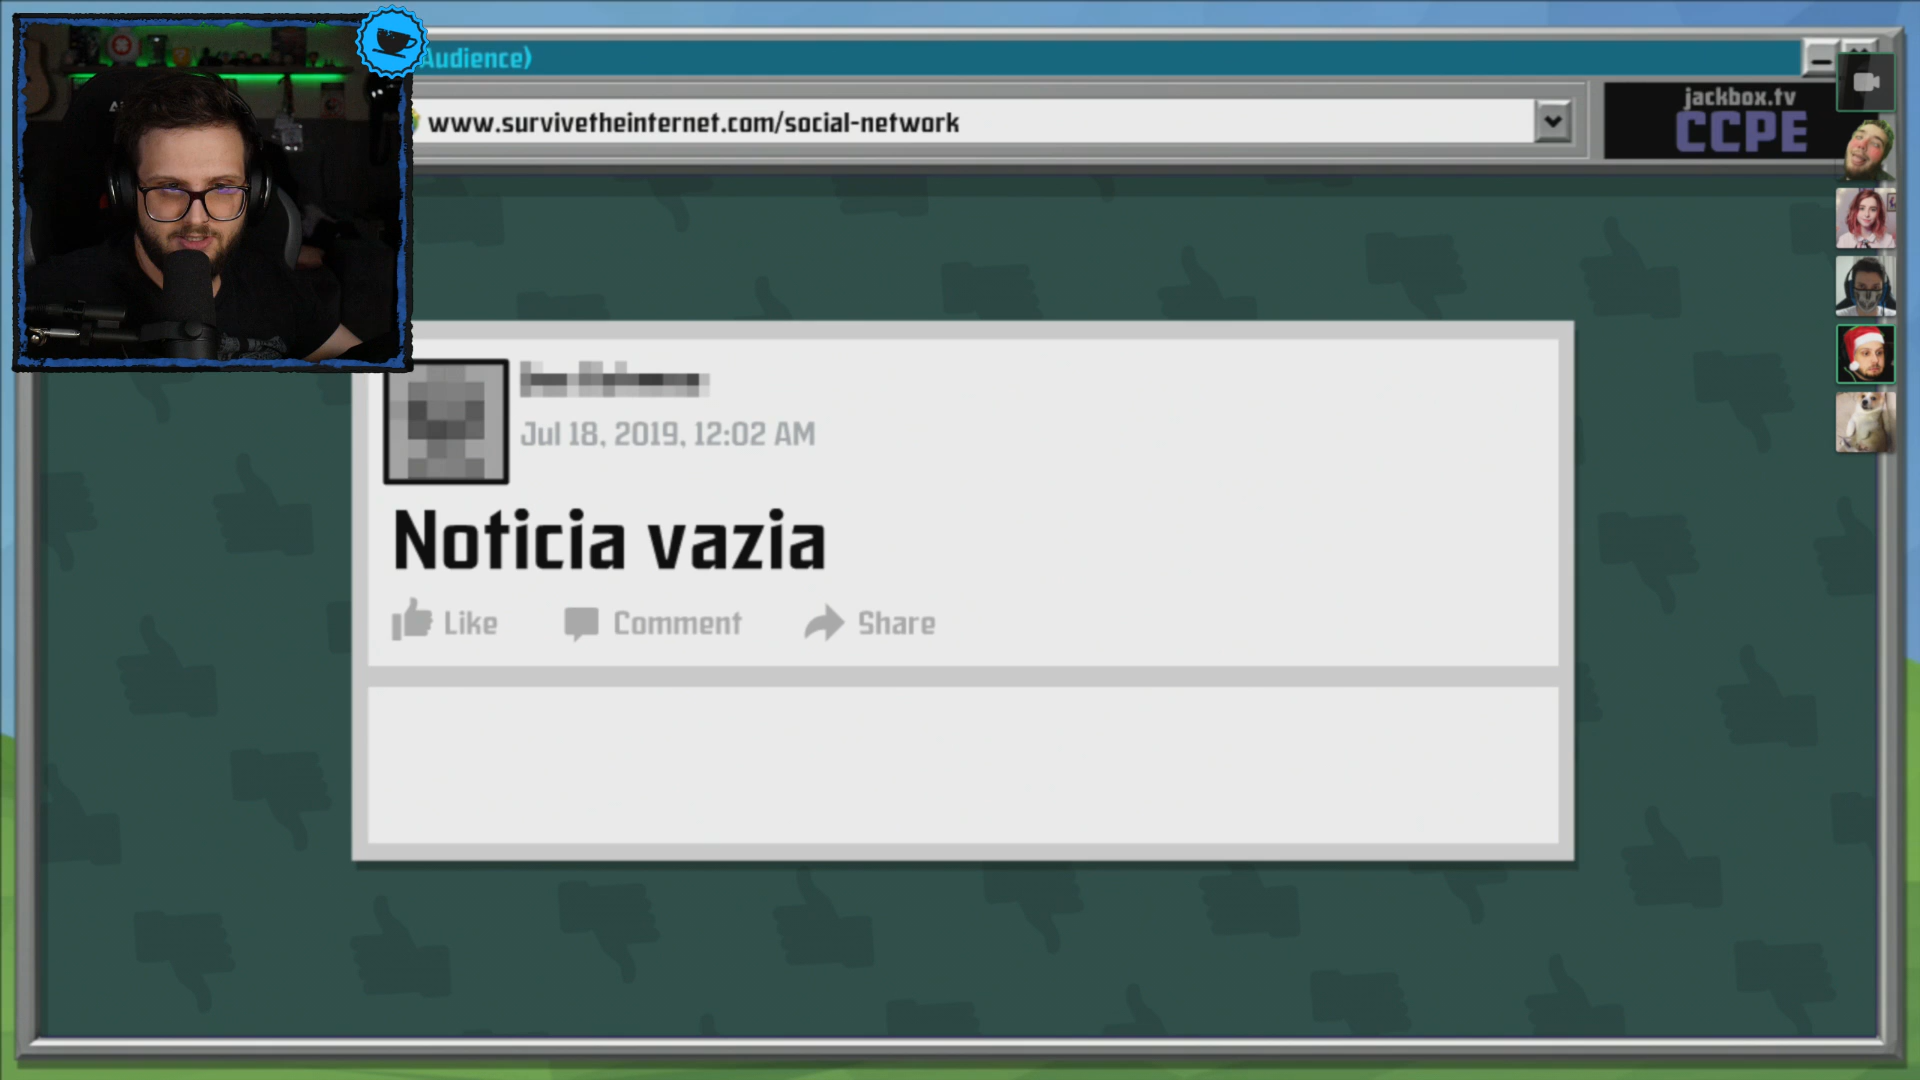 Audience)
www.survivetheinternet.com/social-network
jackbox.tv
CCPE
Jul 18, 2019, 12:02 AM
Noticia vazia
Like
Comment
Share